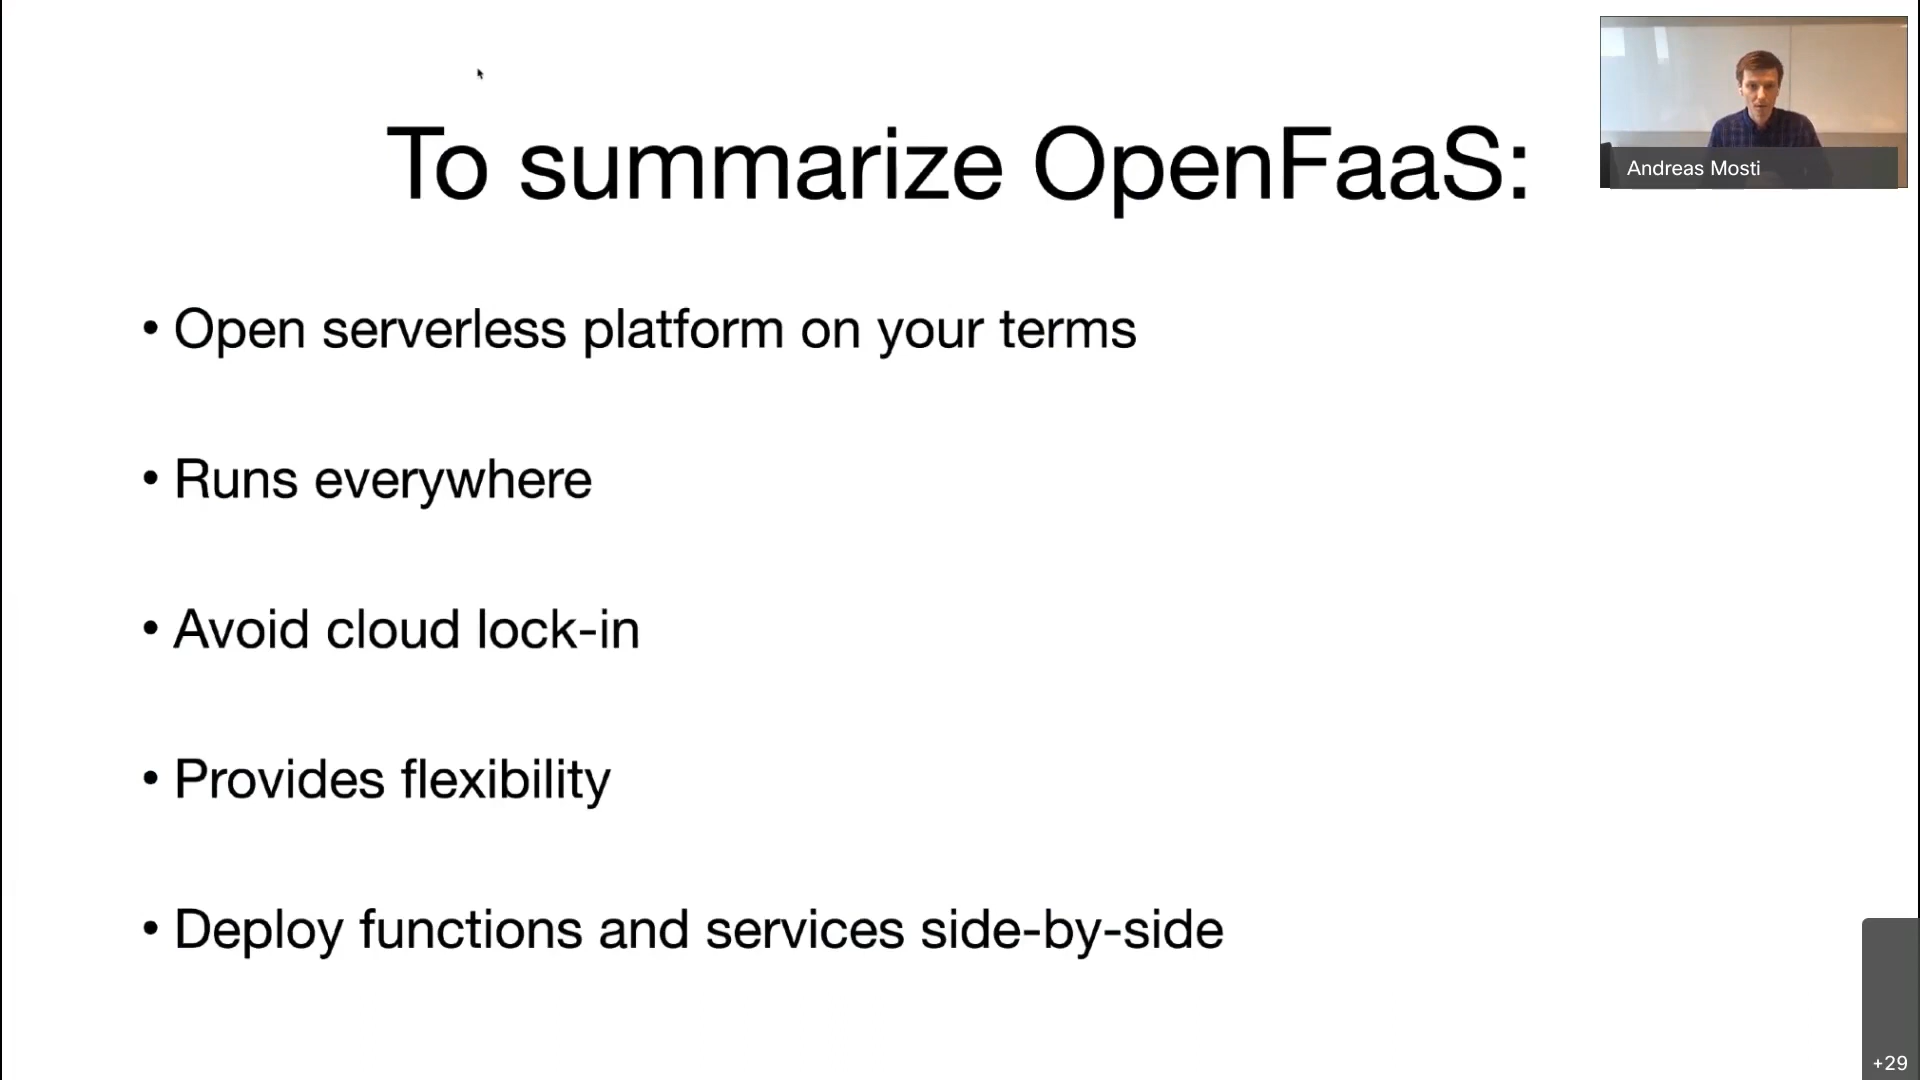 To summarize OpenFaaS:
Andreas Mosti
• Open serverless platform on your terms
• Runs everywhere
• Avoid cloud lock-in
• Provides flexibility
• Deploy functions and services side-by-side
+29